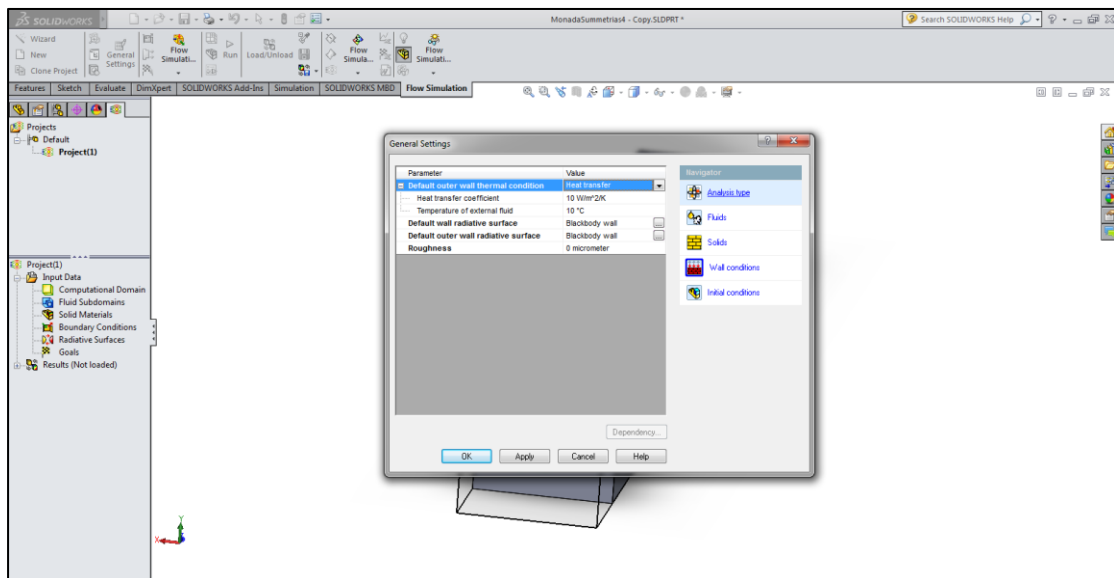 SOLIDWORKS
MonadaSummetrias4 - Copy.SLDPRT *
Search SOLIDWORKS Help
Wizard
New
Clone Project
General Settings
Flow Simulati...
Run
Load/Unload
Flow Simula...
Flow Simulati...
Features
Sketch
Evaluate
DimXpert
SOLIDWORKS Add-Ins
Simulation
SOLIDWORKS MBD
Flow Simulation
Projects
Default
Project(1)
Project(1)
Input Data
Computational Domain
Fluid Subdomains
Solid Materials
Boundary Conditions
Radiative Surfaces
Goals
Results (Not loaded)
General Settings
Parameter Value
Default outer wall thermal condition Heat transfer
Heat transfer coefficient 10 W/m^2/K
Temperature of external fluid 10 °C
Default wall radiative surface Blackbody wall
Default outer wall radiative surface Blackbody wall
Roughness 0 micrometer
Navigator
Analysis type
Fluids
Solids
Wall conditions
Initial conditions
Dependency...
OK Apply Cancel Help
Y
X